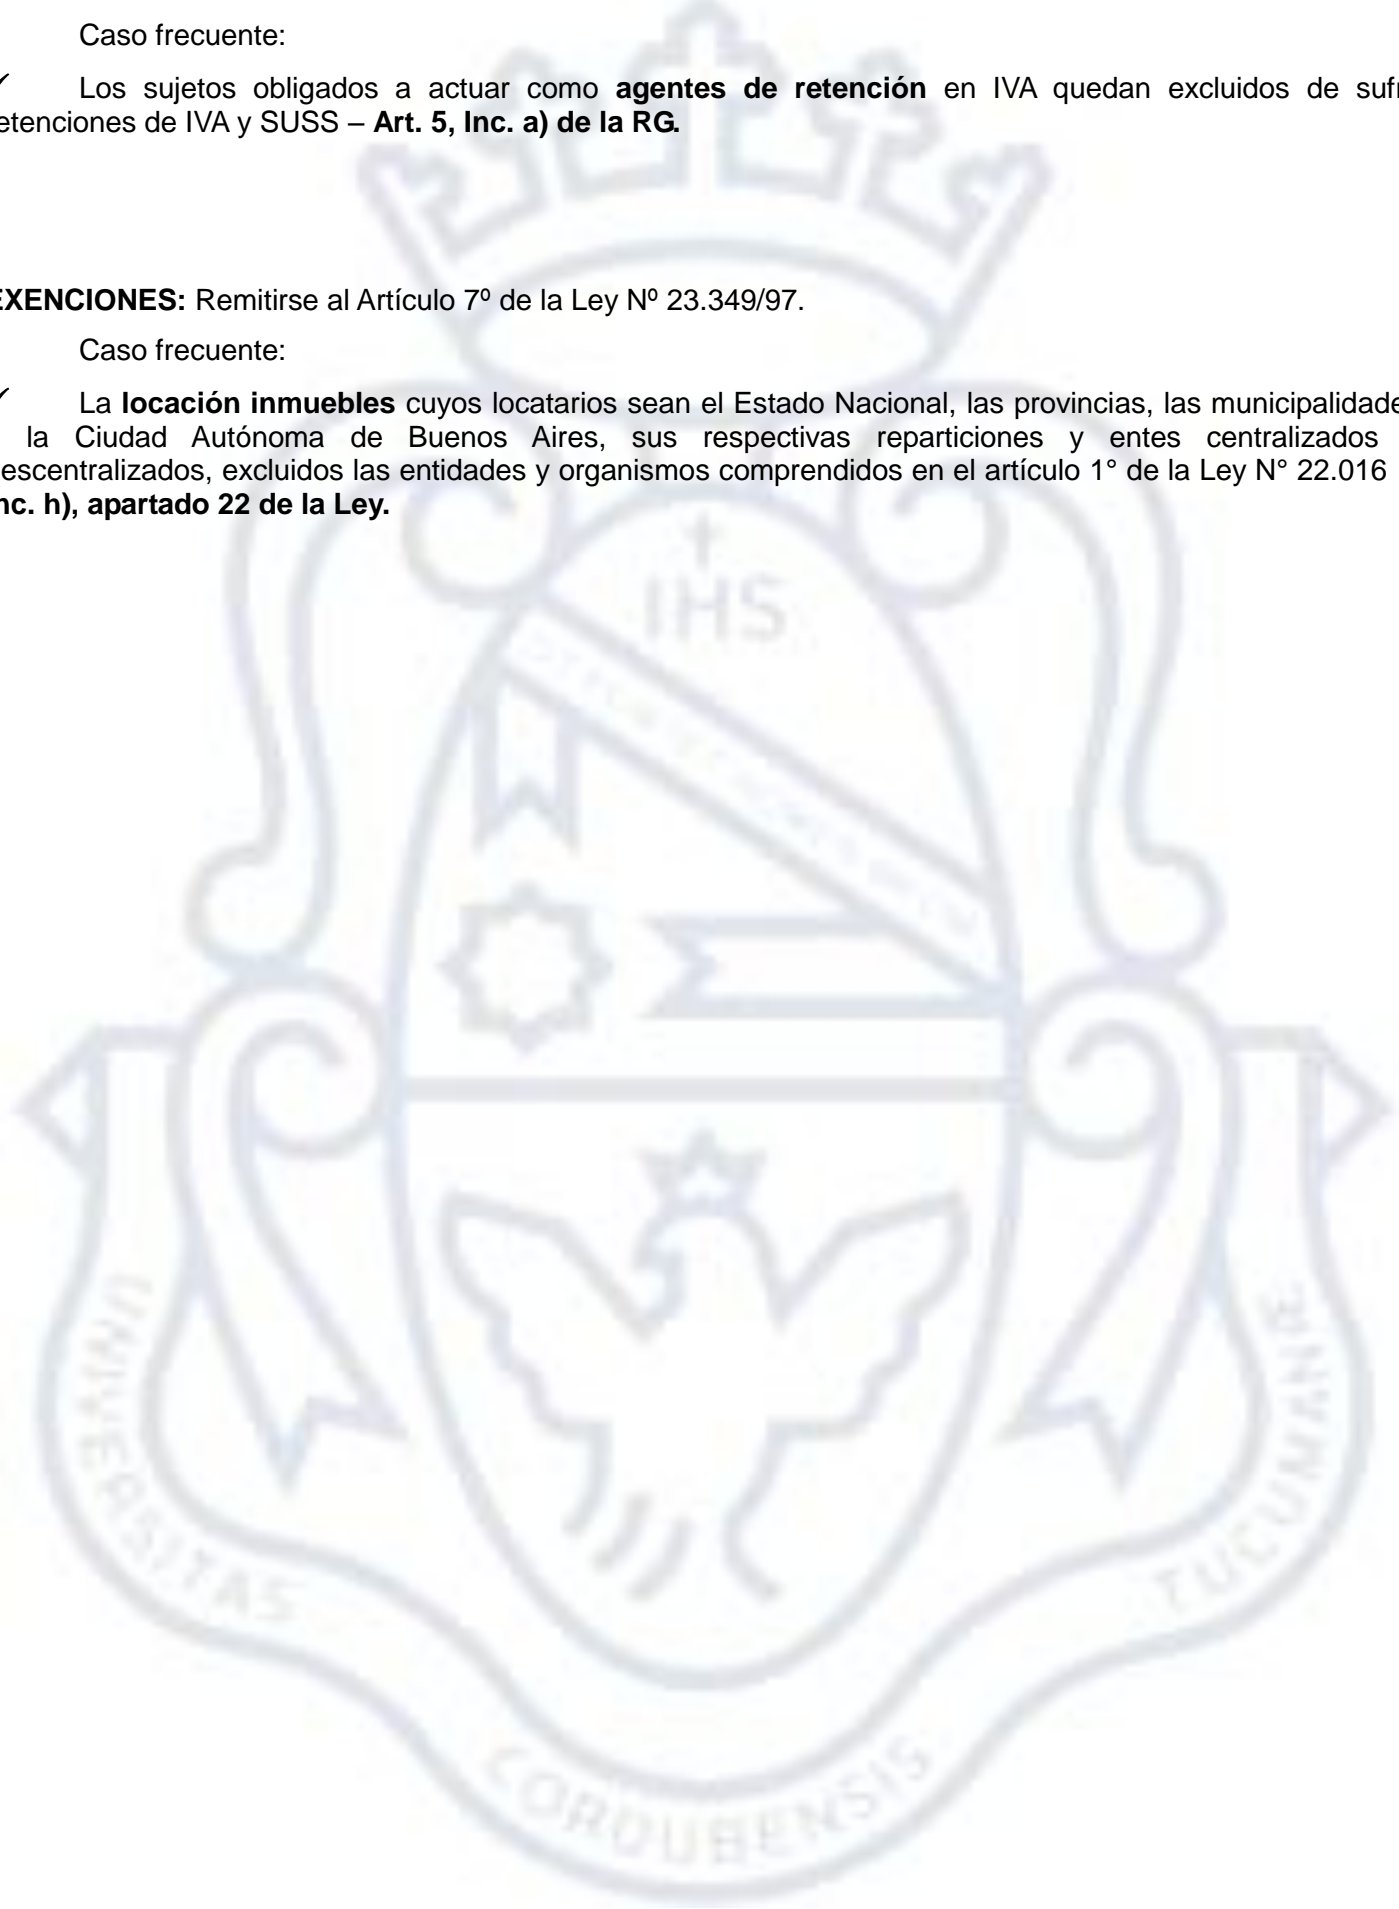 Caso frecuente:
✓ Los sujetos obligados a actuar como agentes de retención en IVA quedan excluidos de sufr
etenciones de IVA y SUSS – Art. 5, Inc. a) de la RG.
EXENCIONES: Remitirse al Artículo 7º de la Ley Nº 23.349/97.
Caso frecuente:
✓ La locación inmuebles cuyos locatarios sean el Estado Nacional, las provincias, las municipalidade
la Ciudad Autónoma de Buenos Aires, sus respectivas reparticiones y entes centralizados
escentralizados, excluidos las entidades y organismos comprendidos en el artículo 1° de la Ley N° 22.016
nc. h), apartado 22 de la Ley.
IHS
UNIVERSITAS
CORDUBENSIS
TUCUMANÆ